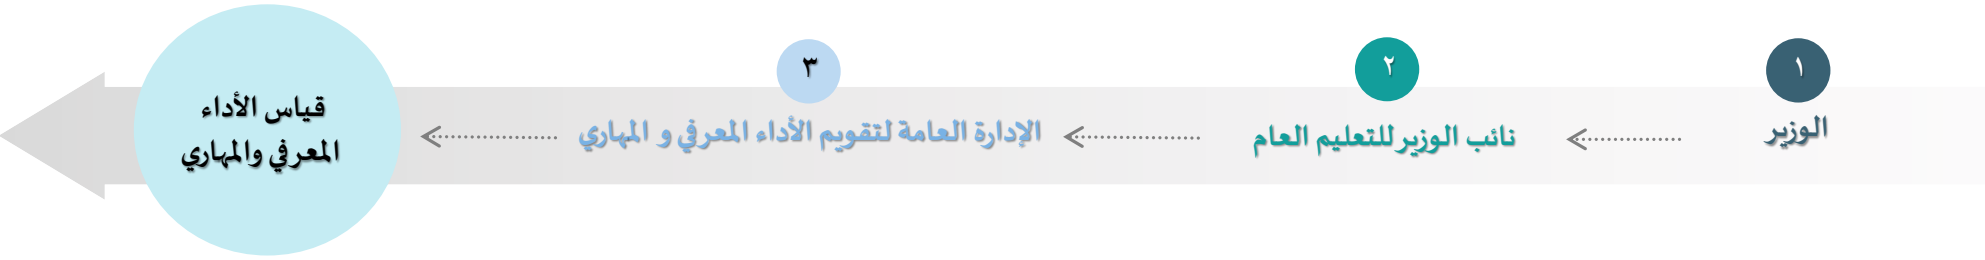 ١
الوزير
٢
نائب الوزير للتعليم العام
٣
الإدارة العامة لتقويم الأداء المعرفي و المهاري
قياس الأداء
المعرفي والمهاري